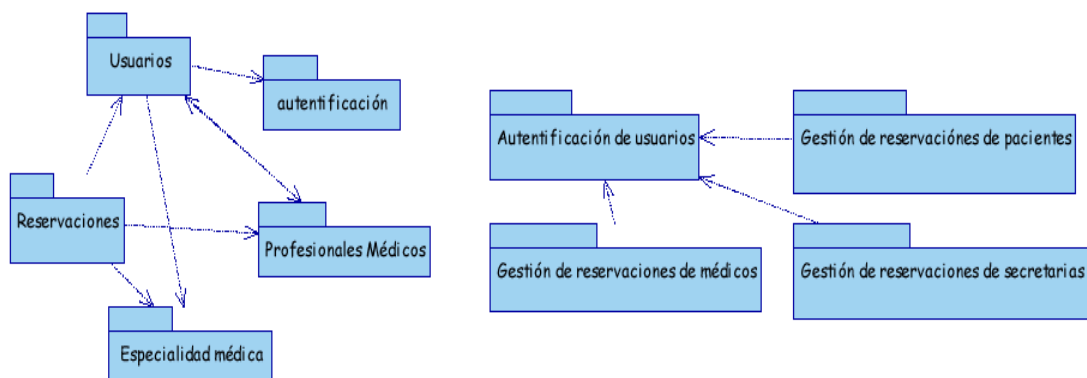 Usuarios
autentificación
Reservaciones
Profesionales Médicos
Especialidad médica
Autentificación de usuarios
Gestión de reservaciónes de pacientes
Gestión de reservaciones de médicos
Gestión de reservaciones de secretarias